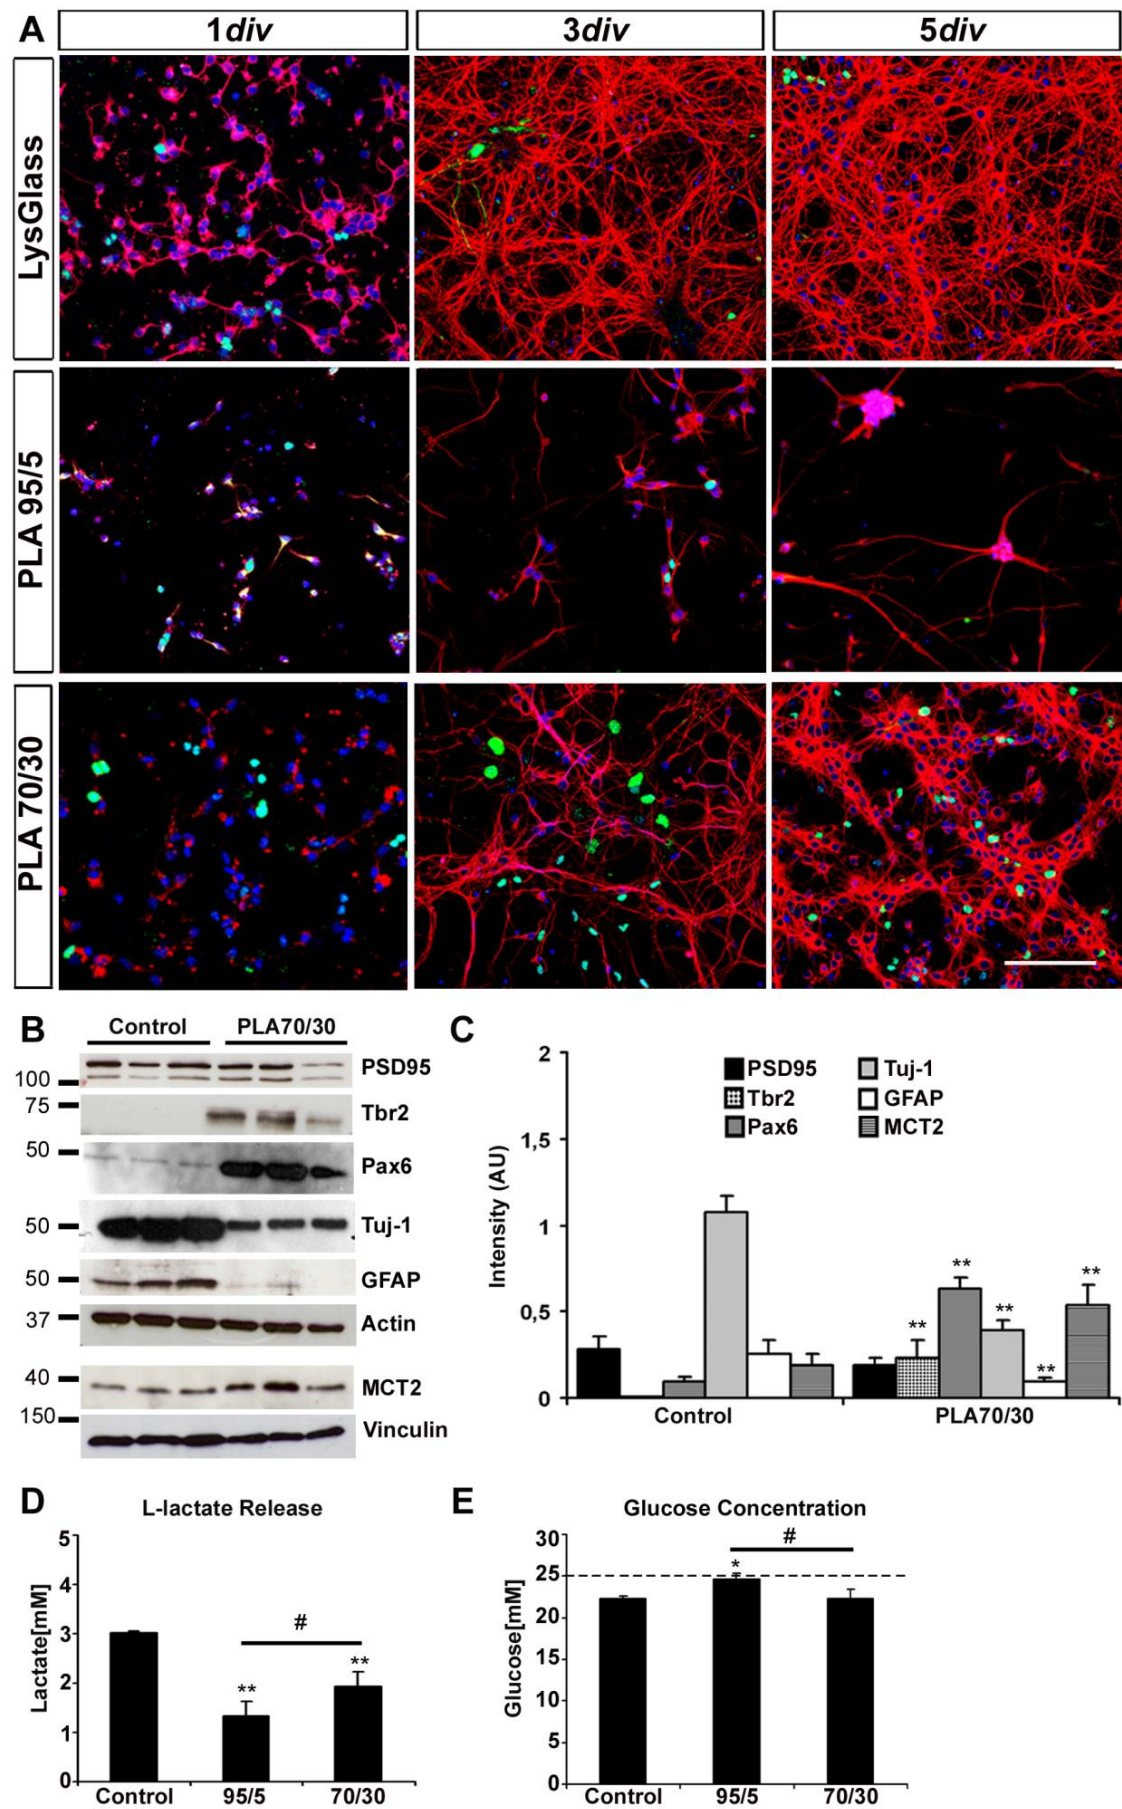 A
1div
3div
5div
LysGlass
PLA 95/5
PLA 70/30
B
Control
PLA70/30
100
PSD95
75
Tbr2
50
Pax6
50
Tuj-1
50
GFAP
37
Actin
40
MCT2
150
Vinculin
C
2
1,5
1
0,5
0
Intensity (AU)
PSD95
Tuj-1
Tbr2
GFAP
Pax6
MCT2
**
**
**
**
**
Control
PLA70/30
D
L-lactate Release
5
4
3
2
1
0
Lactate[mM]
#
**
**
Control
95/5
70/30
E
Glucose Concentration
30
25
20
15
10
5
0
Glucose[mM]
#
*
Control
95/5
70/30